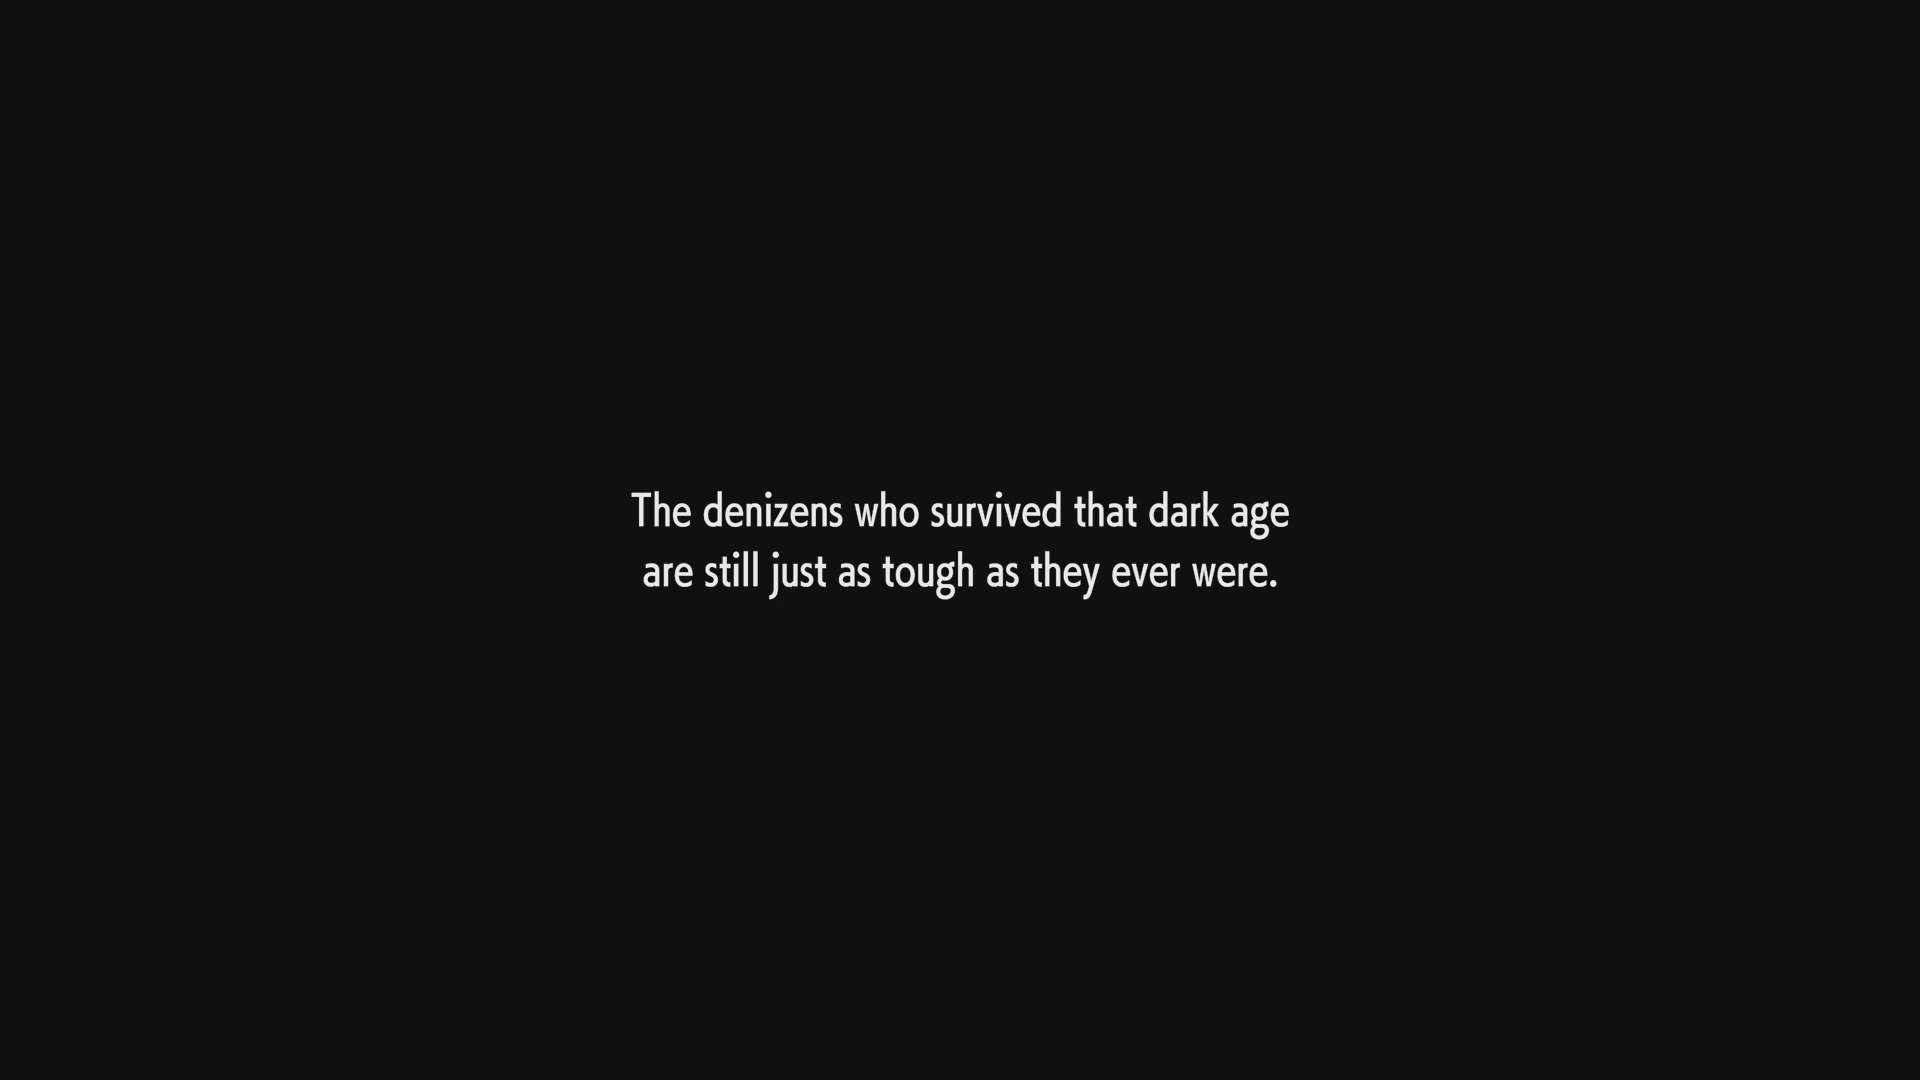 The denizens who survived that dark age
are still just as tough as they ever were.